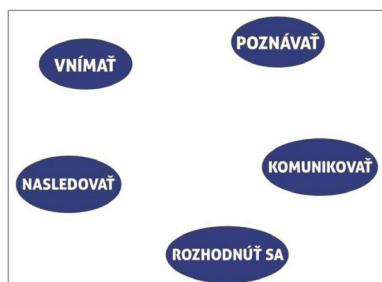 POZNÁVAŤ
VNÍMAŤ
KOMUNIKOVAŤ
NASLEDOVAŤ
ROZHODNÚŤ SA